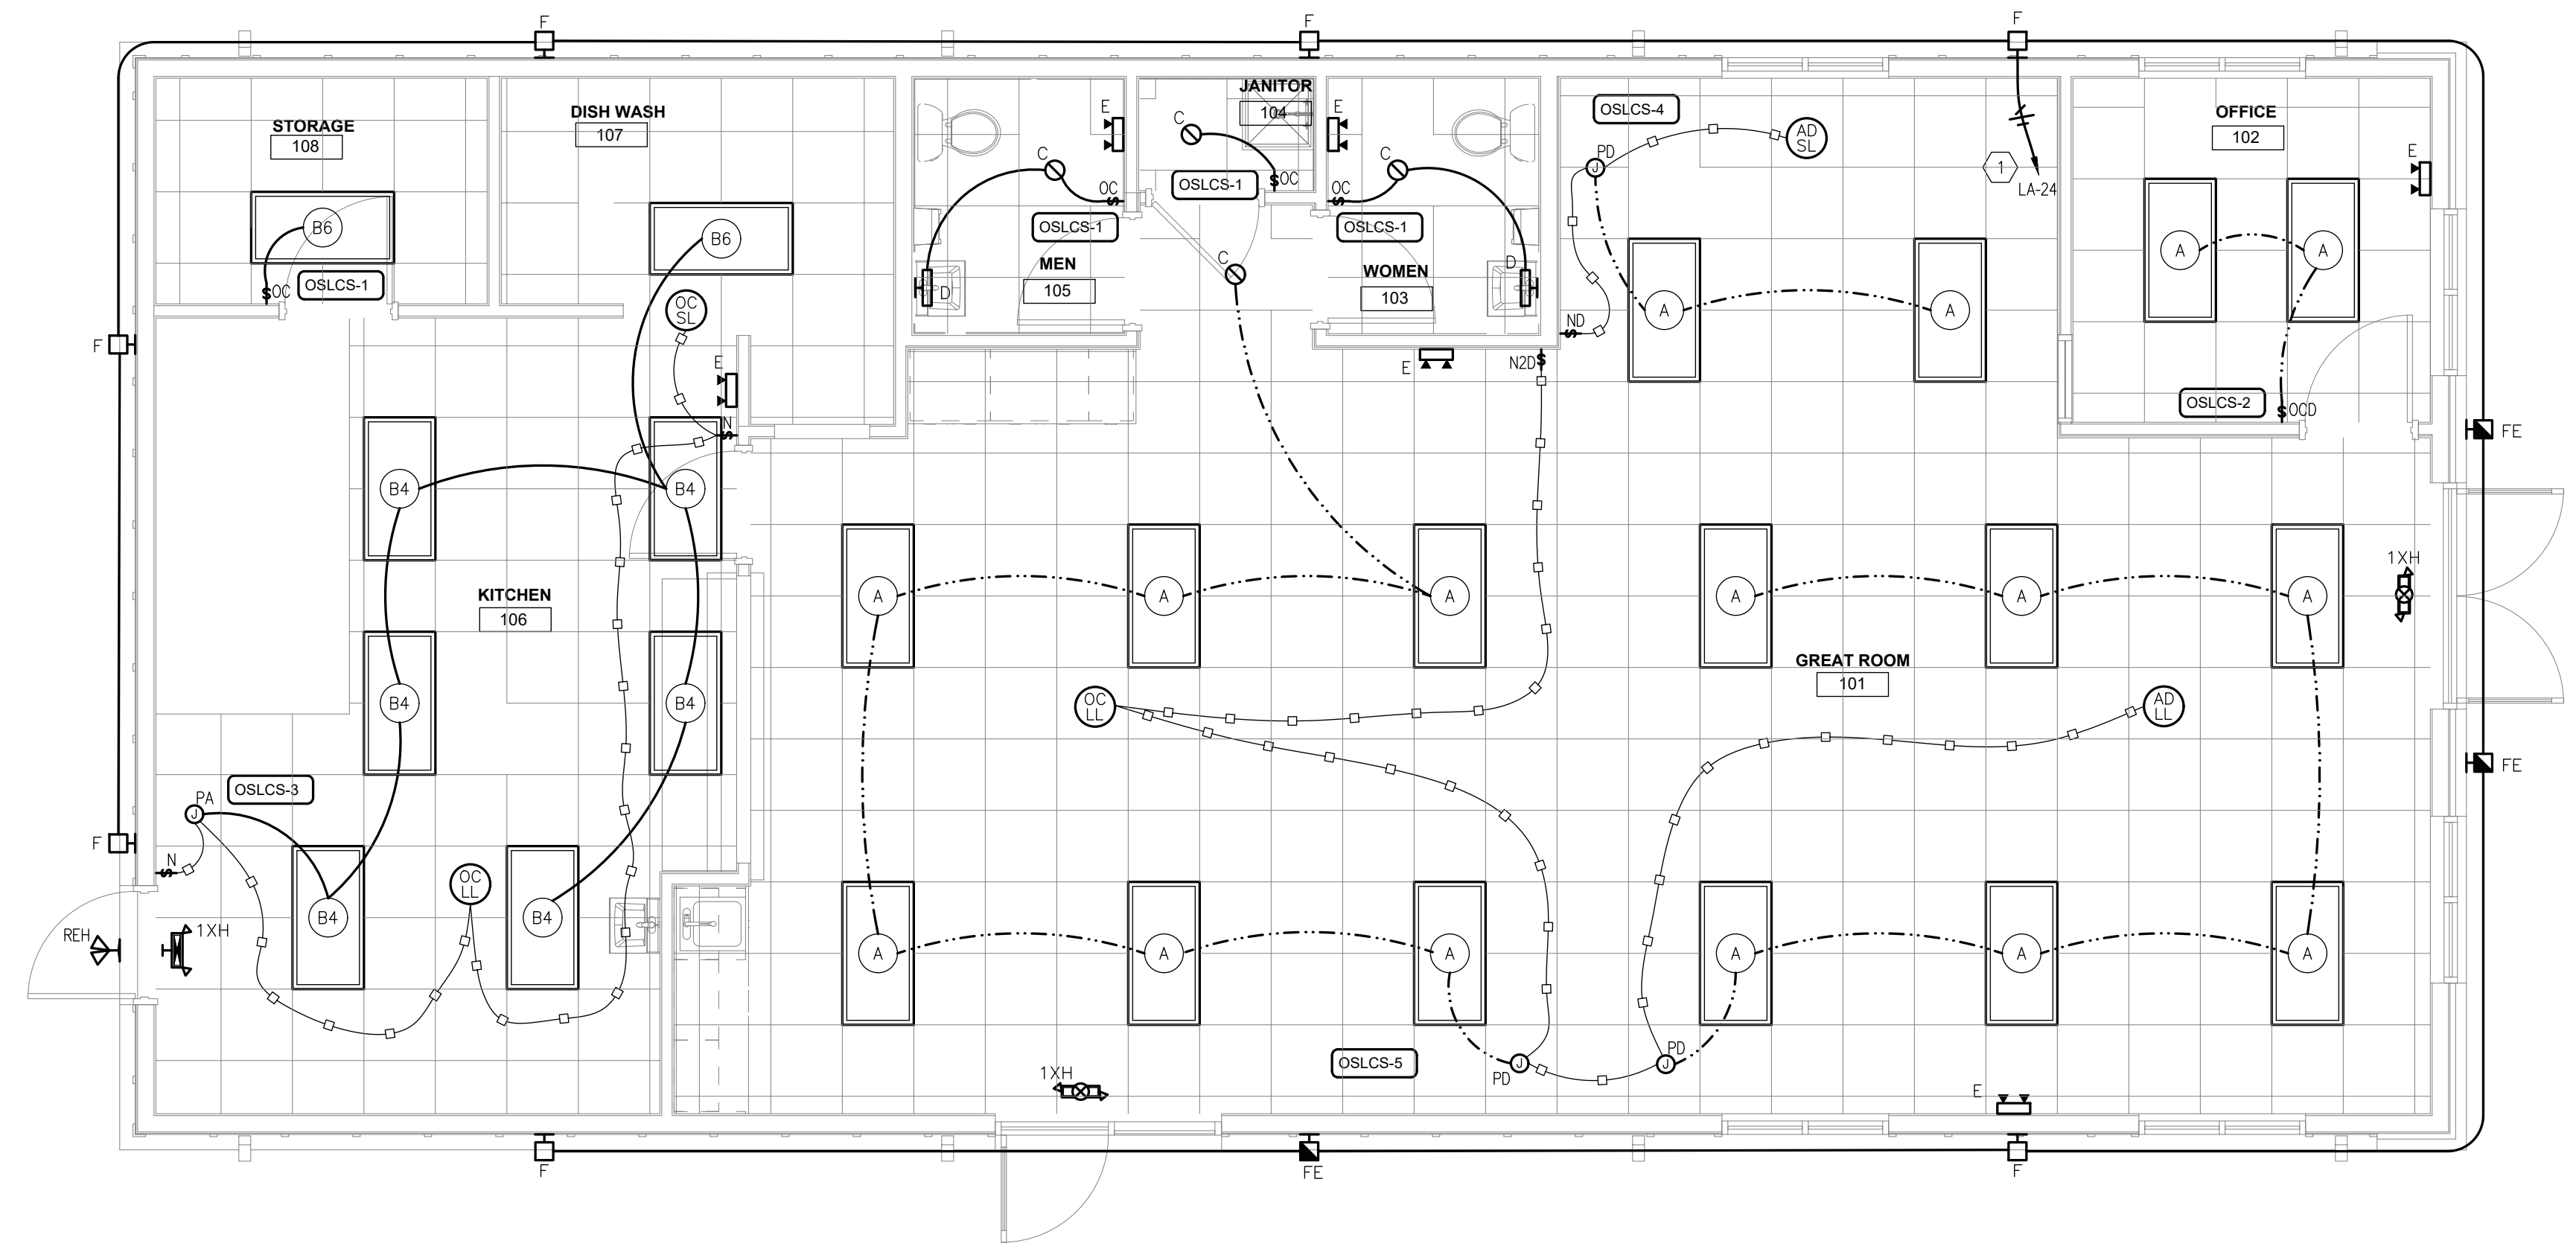 F
F
F
STORAGE
108
DISH WASH
107
E
C
JANITOR
104
E
OSLCS-4
AD
SL
PD
J
1
LA-24
OFFICE
102
E
C
OC
OSLCS-1
OC
OC
C
B6
B6
OSLCS-1
OSLCS-1
A
A
OC
OSLCS-1
MEN
105
C
WOMEN
103
D
D
OC
SL
A
A
ND
F
E
E
N2D
OSLCS-2
OCD
N
FE
B4
B4
1XH
A
A
A
A
A
A
KITCHEN
106
GREAT ROOM
101
B4
B4
OC
LL
AD
LL
FE
OSLCS-3
PA
J
F
N
OC
LL
REH
1XH
B4
B4
A
A
A
A
A
A
1XH
OSLCS-5
J
PD
J
PD
E
F
FE
F